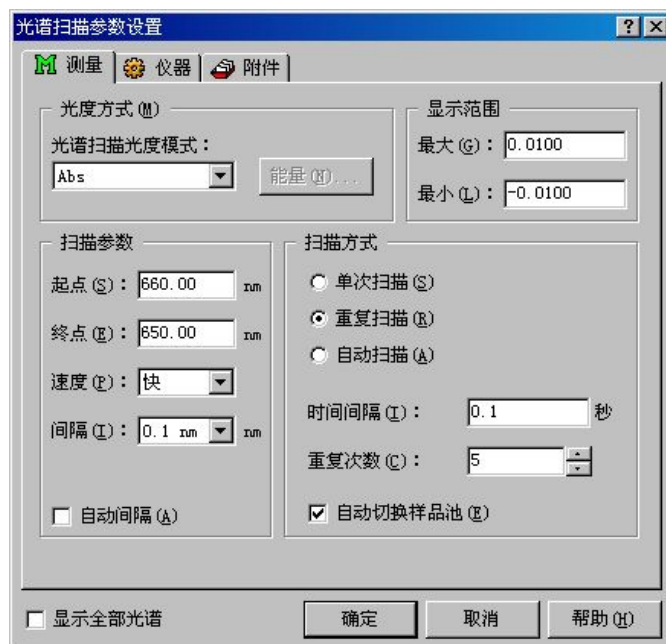 光谱扫描参数设置
测量 仪器 附件
光度方式(M)
光谱扫描光度模式：
Abs
能量(N)...
显示范围
最大(G)：0.0100
最小(L)：-0.0100
扫描参数
起点(S)：660.00 nm
终点(E)：650.00 nm
速度(P)：快
间隔(I)：0.1 nm nm
自动间隔(A)
扫描方式
单次扫描(S)
重复扫描(R)
自动扫描(A)
时间间隔(I)：0.1 秒
重复次数(C)：5
自动切换样品池(E)
显示全部光谱
确定 取消 帮助(H)